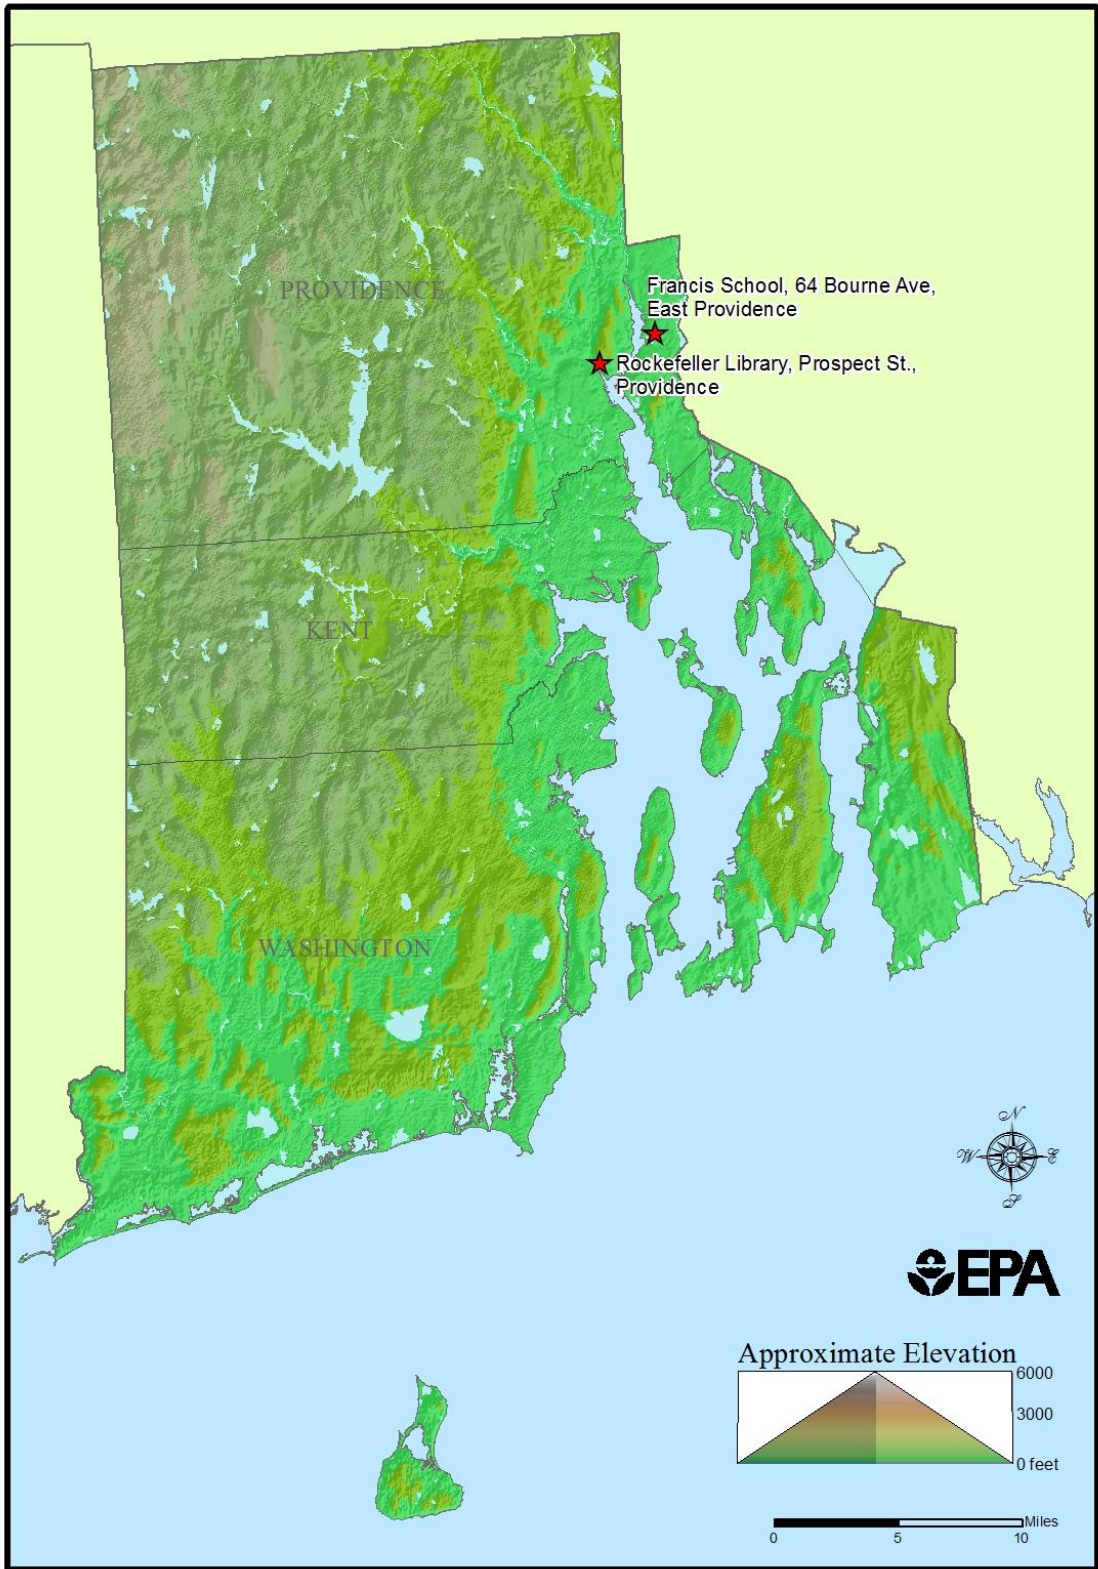 PROVIDENCE
Francis School, 64 Bourne Ave,
East Providence
Rockefeller Library, Prospect St.,
Providence
KENT
WASHINGTON
N
W E
S
EPA
Approximate Elevation
6000
3000
0 feet
Miles
0 5 10